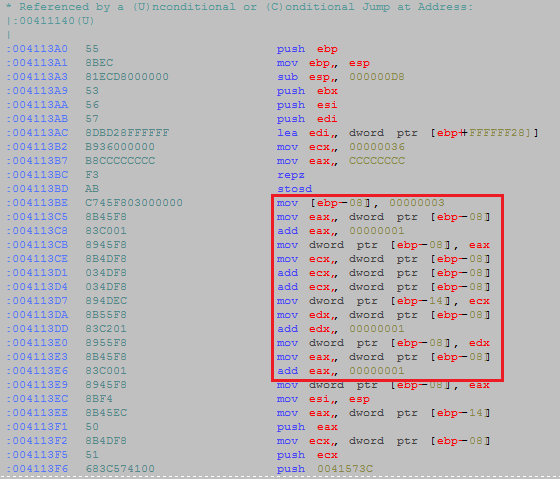 * Referenced by a (U)nconditional or (C)onditional Jump at Address:
|:00411140(U)
|
:004113A0 55 push ebp
:004113A1 8BEC mov ebp,, esp
:004113A3 81ECD8000000 sub esp,, 000000D8
:004113A9 53 push ebx
:004113AA 56 push esi
:004113AB 57 push edi
:004113AC 8DBD28FFFFFF lea edi,, dword ptr [ebp+FFFFFF28]]
:004113B2 B936000000 mov ecx,, 00000036
:004113B7 B8CCCCCCCC mov eax,, CCCCCCCC
:004113BC F3 repz
:004113BD AB stosd
:004113BE C745F803000000 mov [ebp-08], 00000003
:004113C5 8B45F8 mov eax,, dword ptr [ebp-08]
:004113C8 83C001 add eax,, 00000001
:004113CB 8945F8 mov dword ptr [ebp-08], eax
:004113CE 8B4DF8 mov ecx,, dword ptr [ebp-08]
:004113D1 034DF8 add ecx,, dword ptr [ebp-08]
:004113D4 034DF8 add ecx,, dword ptr [ebp-08]
:004113D7 894DEC mov dword ptr [ebp-14], ecx
:004113DA 8B55F8 mov edx,, dword ptr [ebp-08]
:004113DD 83C201 add edx,, 00000001
:004113E0 8955F8 mov dword ptr [ebp-08], edx
:004113E3 8B45F8 mov eax,, dword ptr [ebp-08]
:004113E6 83C001 add eax,, 00000001
:004113E9 8945F8 mov dword ptr [ebp-08], eax
:004113EC 8BF4 mov esi,, esp
:004113EE 8B45EC mov eax,, dword ptr [ebp-14]
:004113F1 50 push eax
:004113F2 8B4DF8 mov ecx,, dword ptr [ebp-08]
:004113F5 51 push ecx
:004113F6 683C574100 push 0041573C